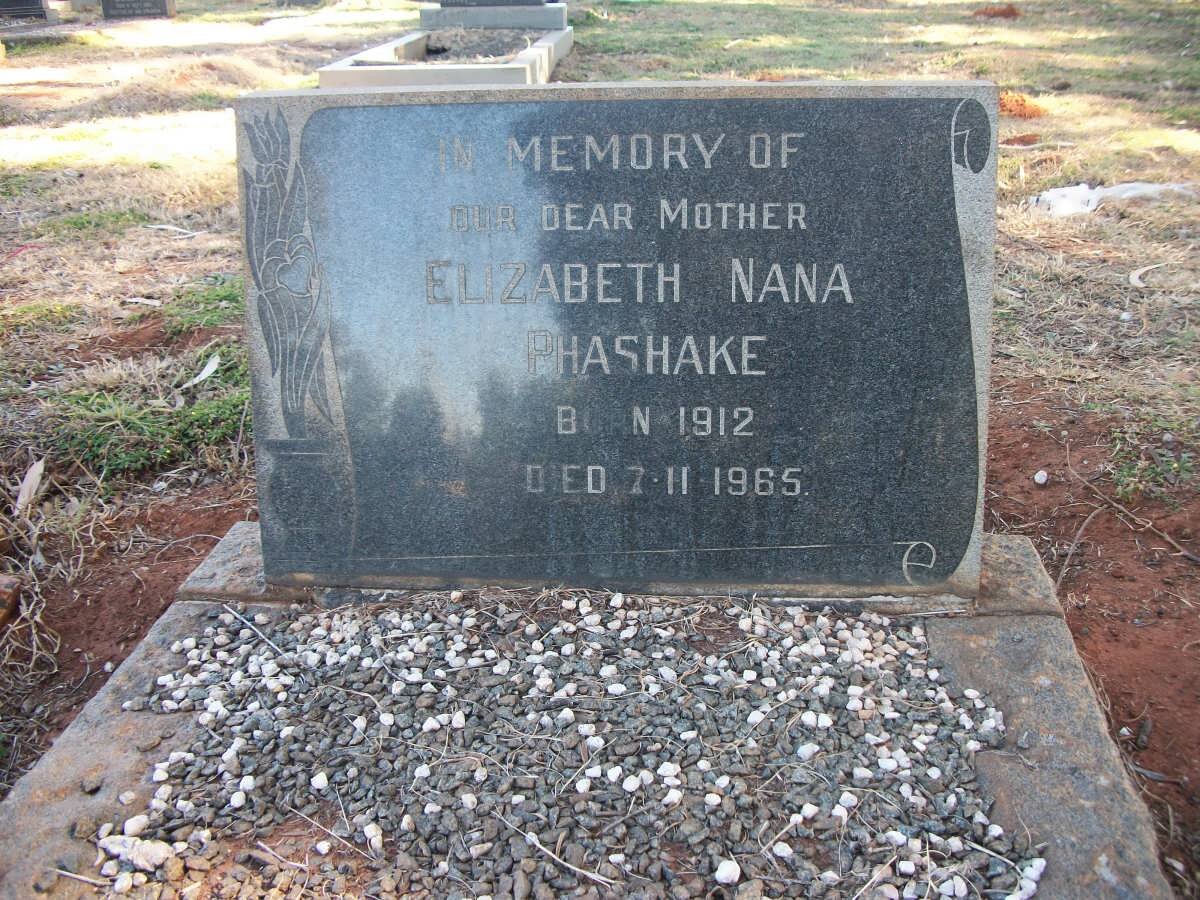 IN MEMORY OF
OUR DEAR MOTHER
ELIZABETH NANA
PHASHAKE
BORN 1912
DIED 7·11·1965.